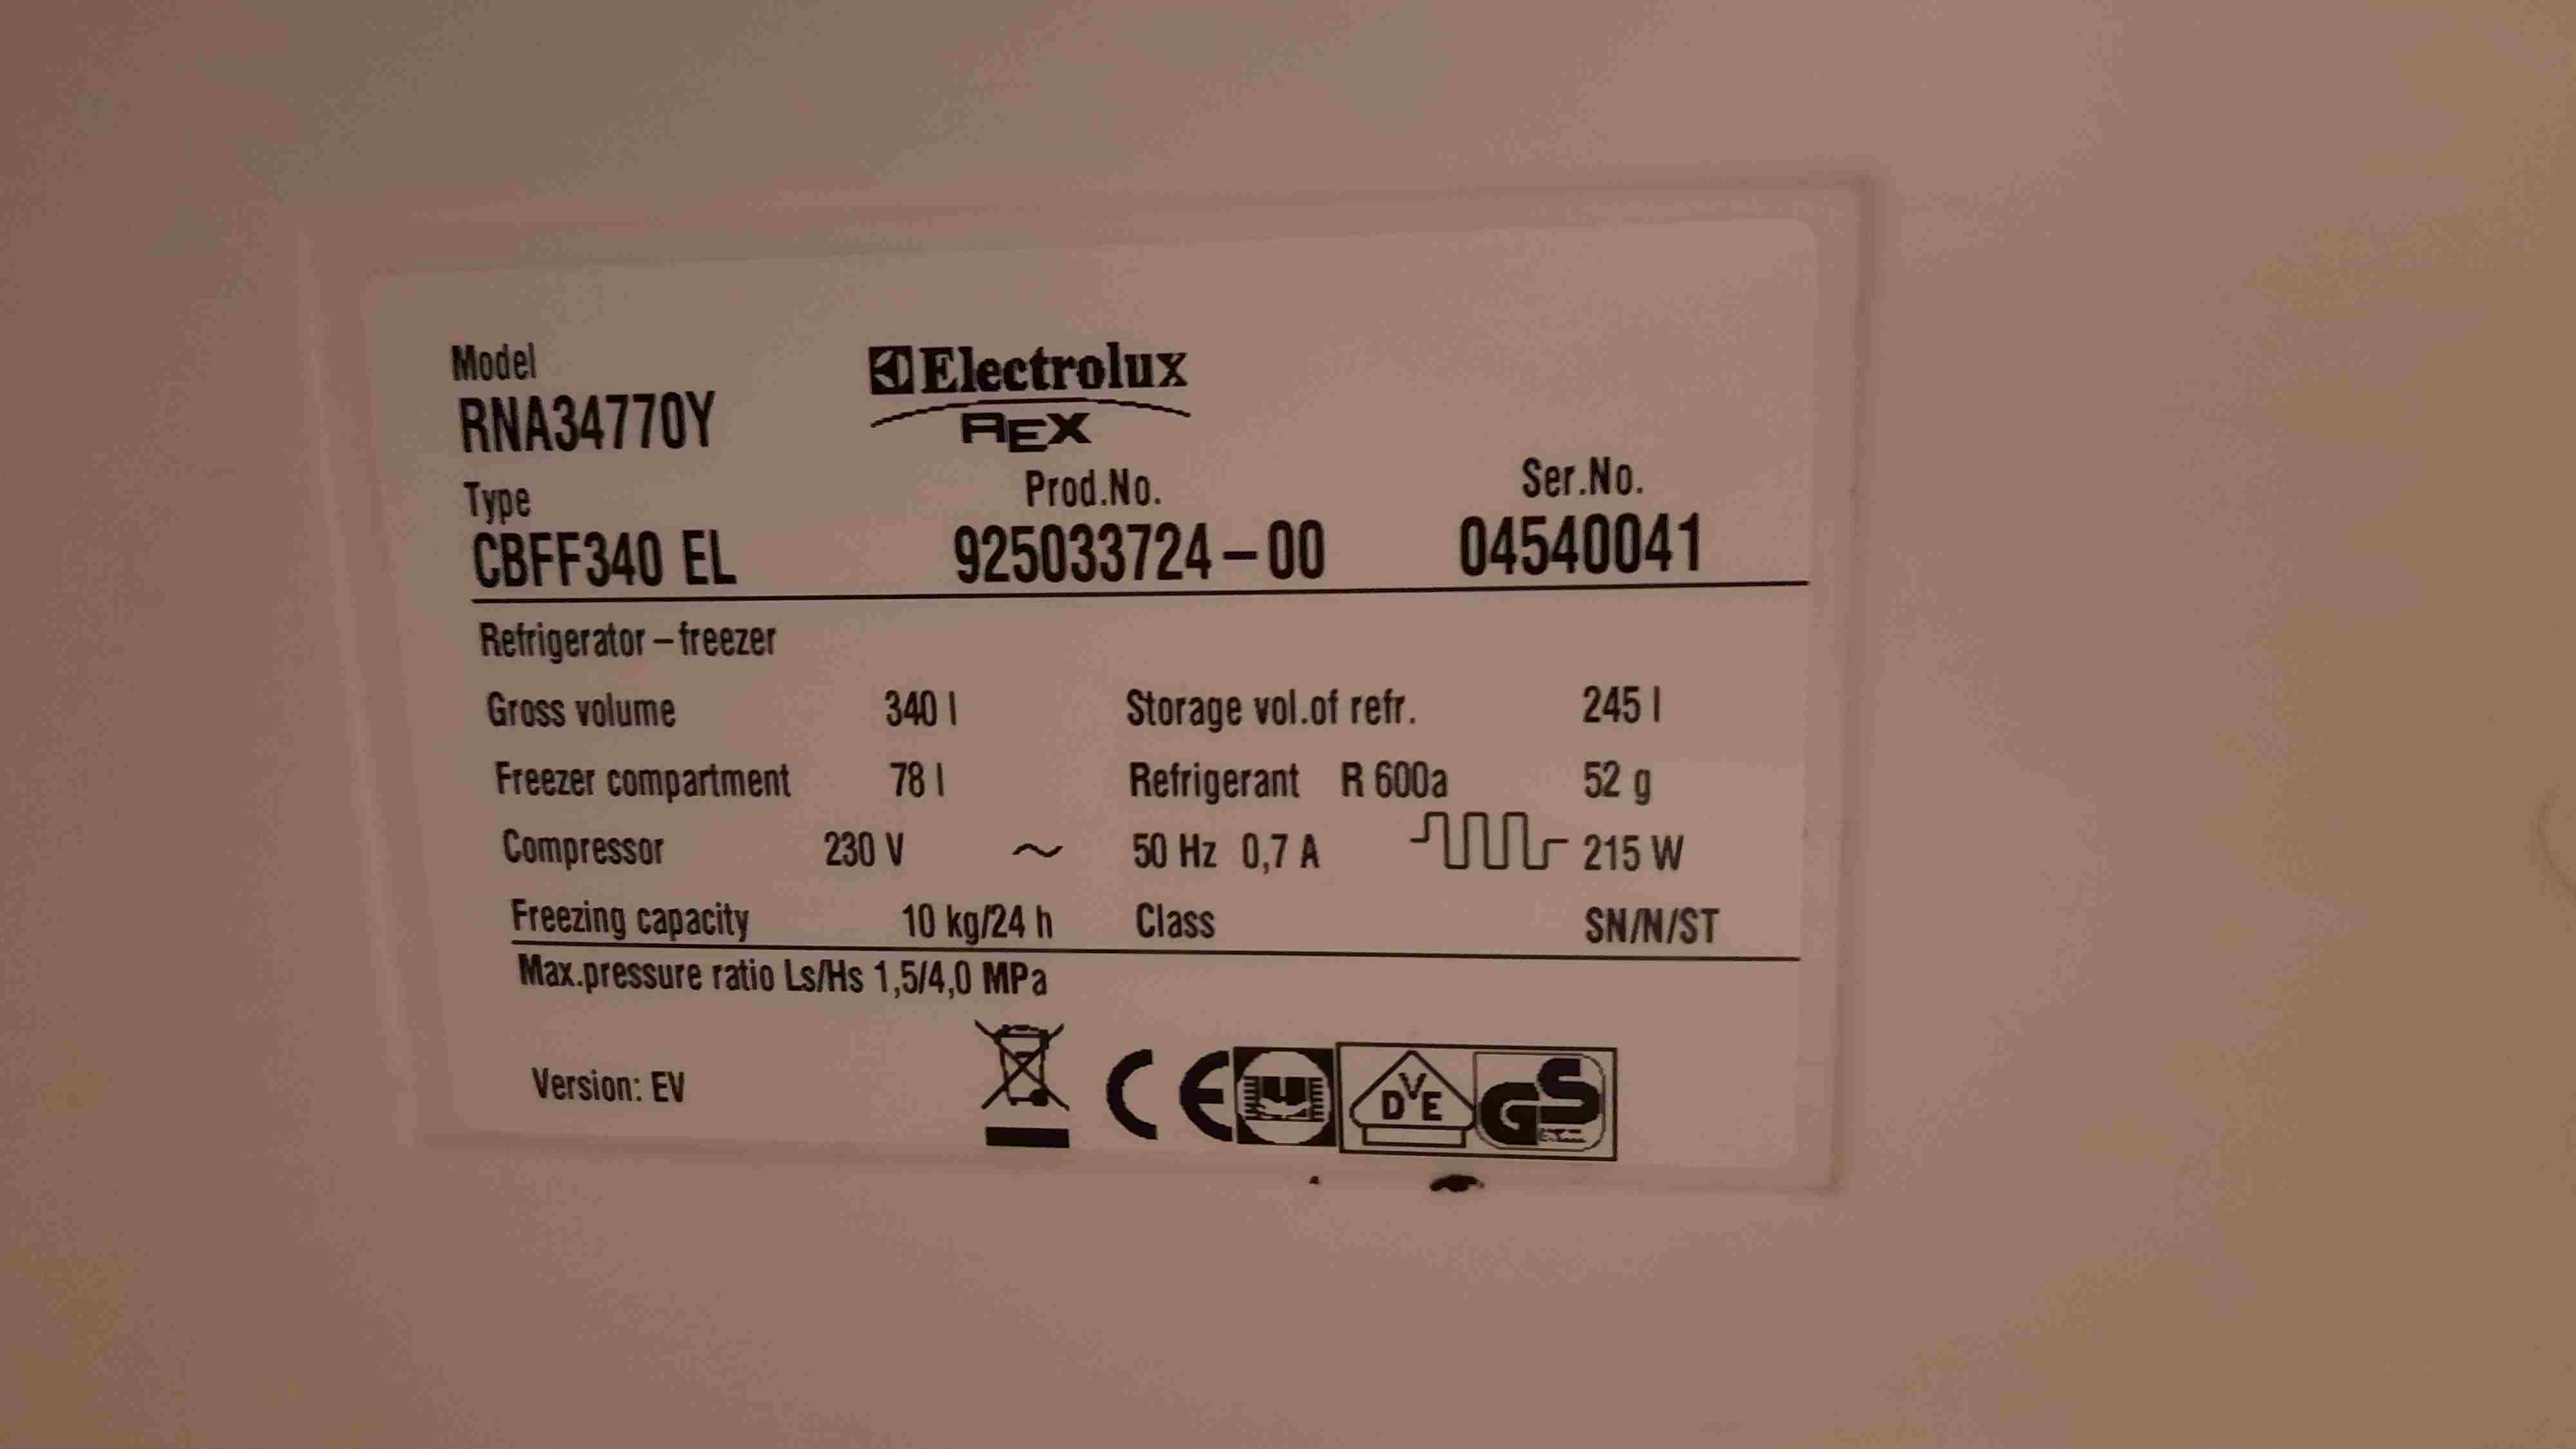 Model
RNA34770Y
Electrolux
REX
Type
Prod.No.
Ser.No.
CBFF340 EL
925033724-00
04540041
Refrigerator-freezer
Gross volume 340 l Storage vol.of refr. 245 l
Freezer compartment 78 l Refrigerant R 600a 52 g
Compressor 230 V ~ 50 Hz 0,7 A 215 W
Freezing capacity 10 kg/24 h Class SN/N/ST
Max.pressure ratio Ls/Hs 1,5/4,0 MPa
Version: EV
CE
DVE
GS